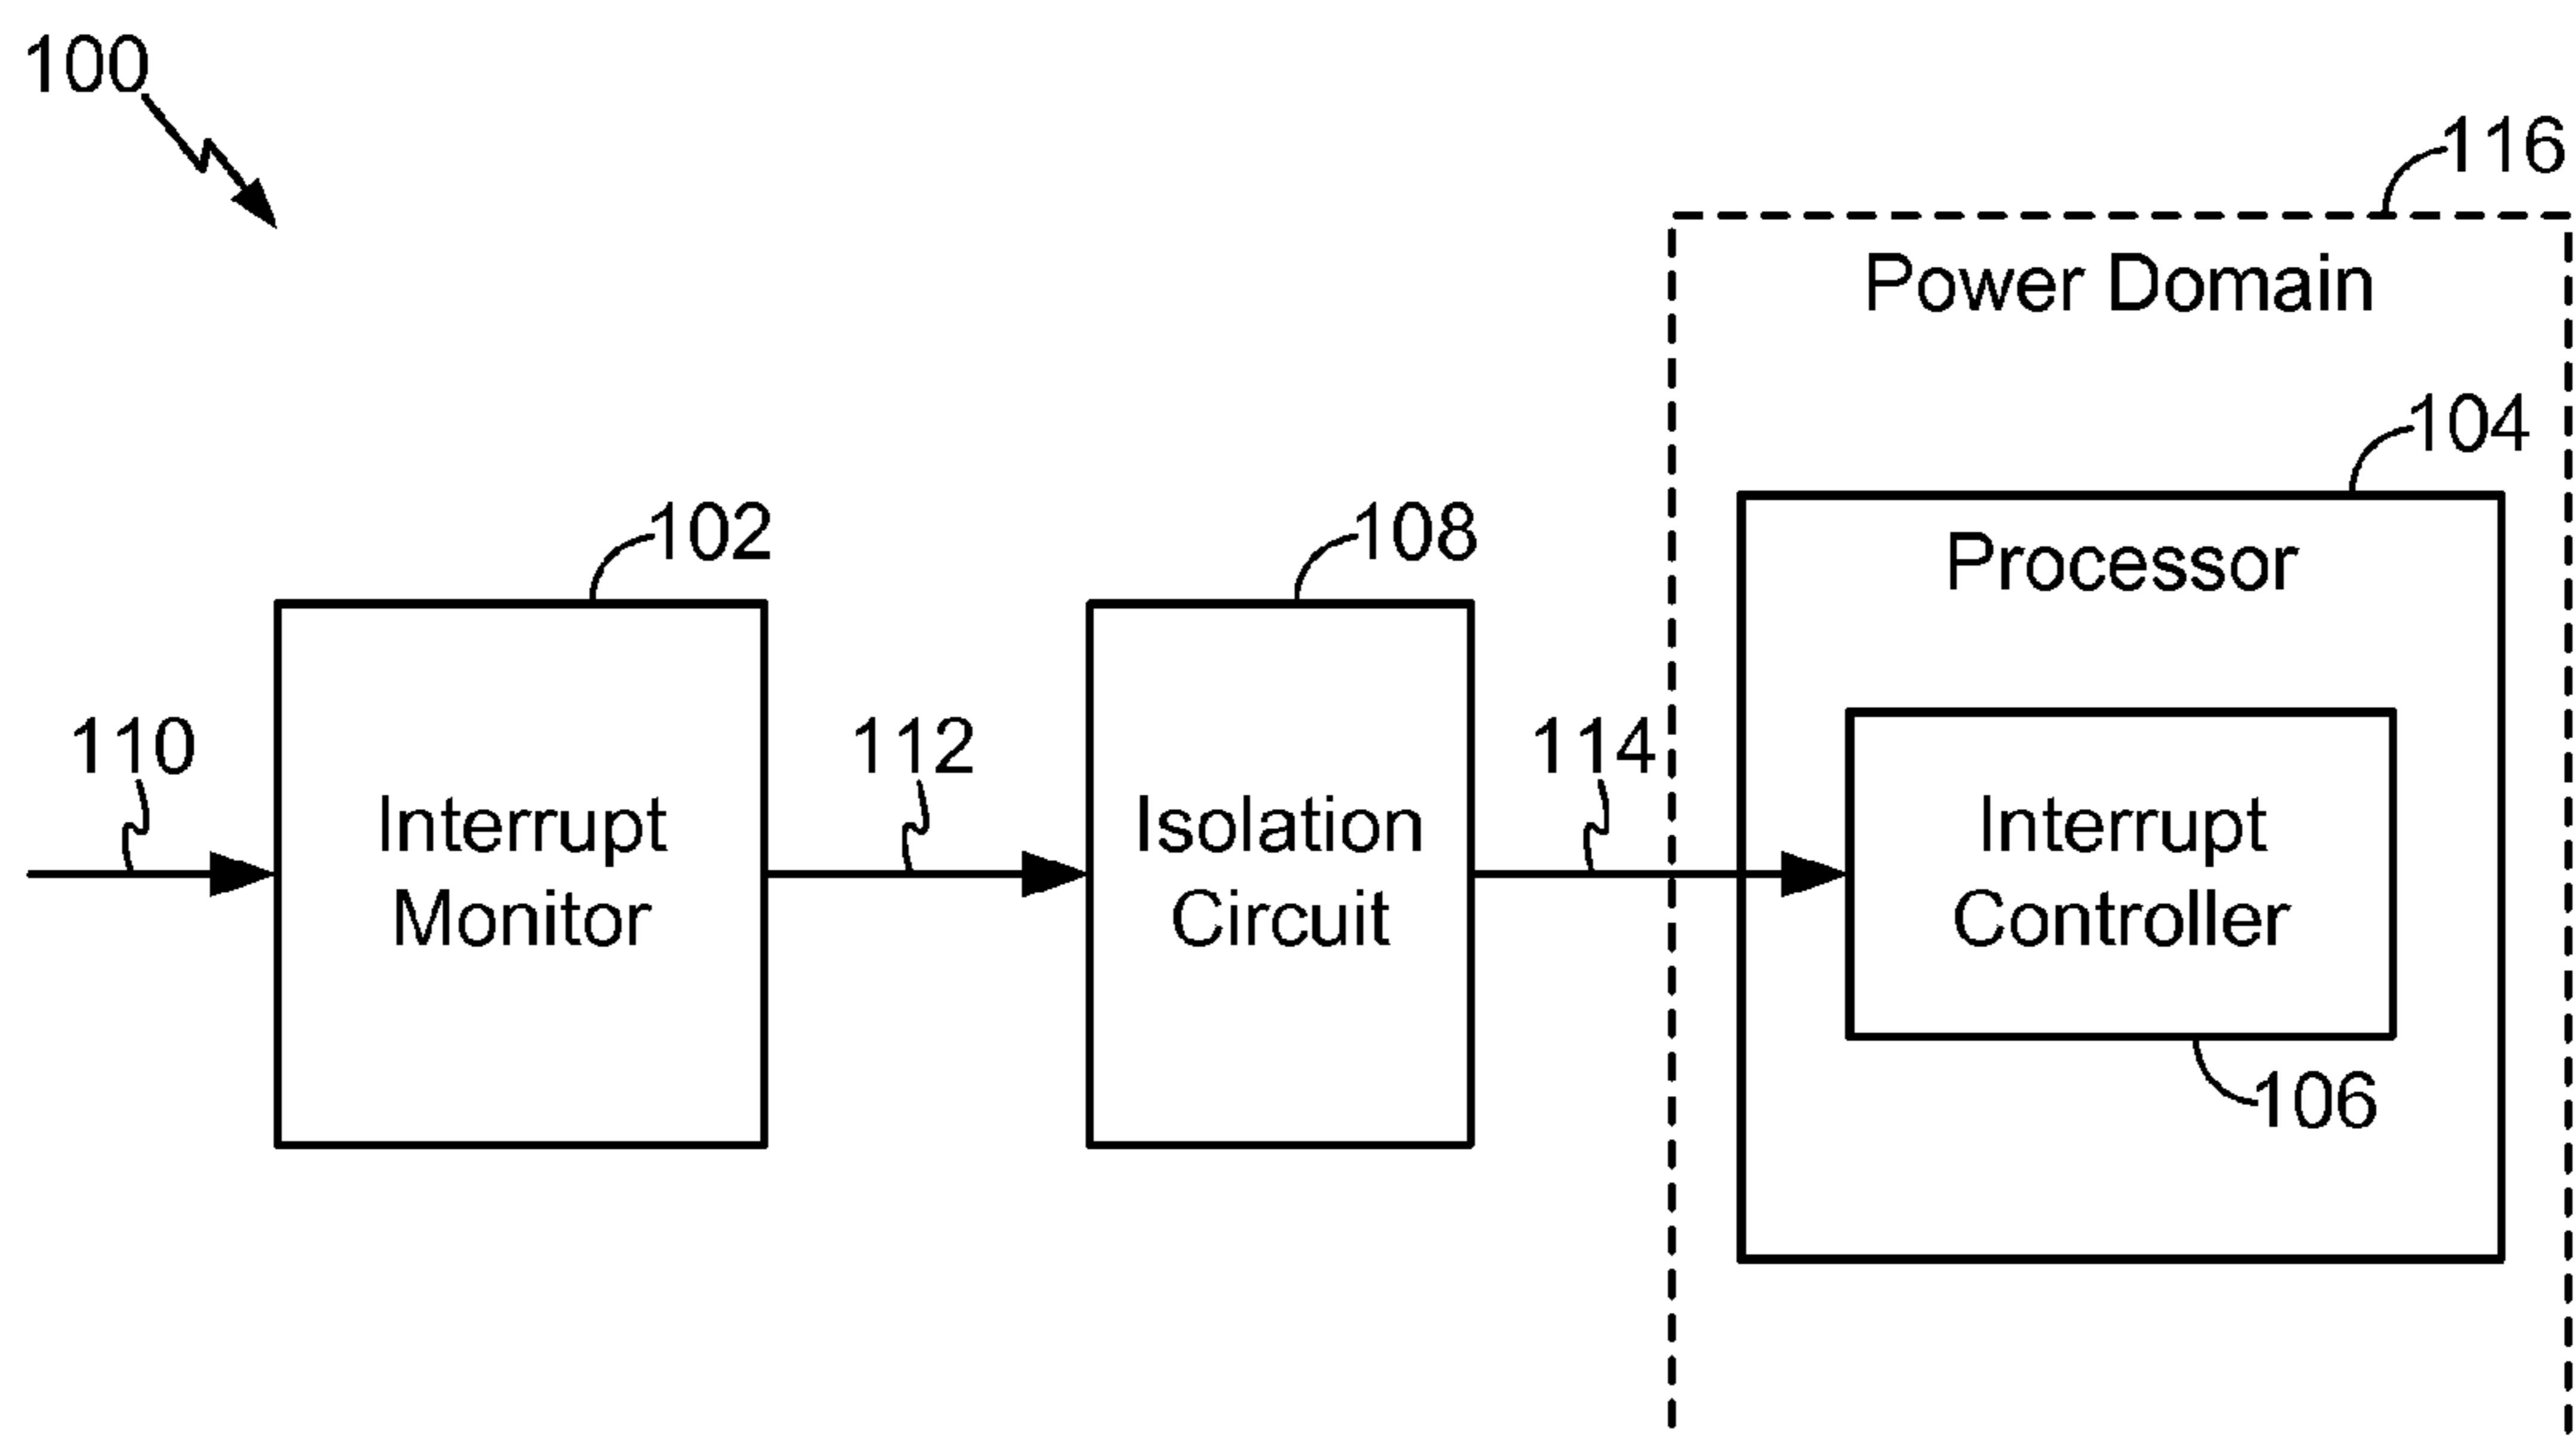 100
116
Power Domain
104
Processor
102
108
110
112
114
Interrupt
Monitor
Isolation
Circuit
Interrupt
Controller
106